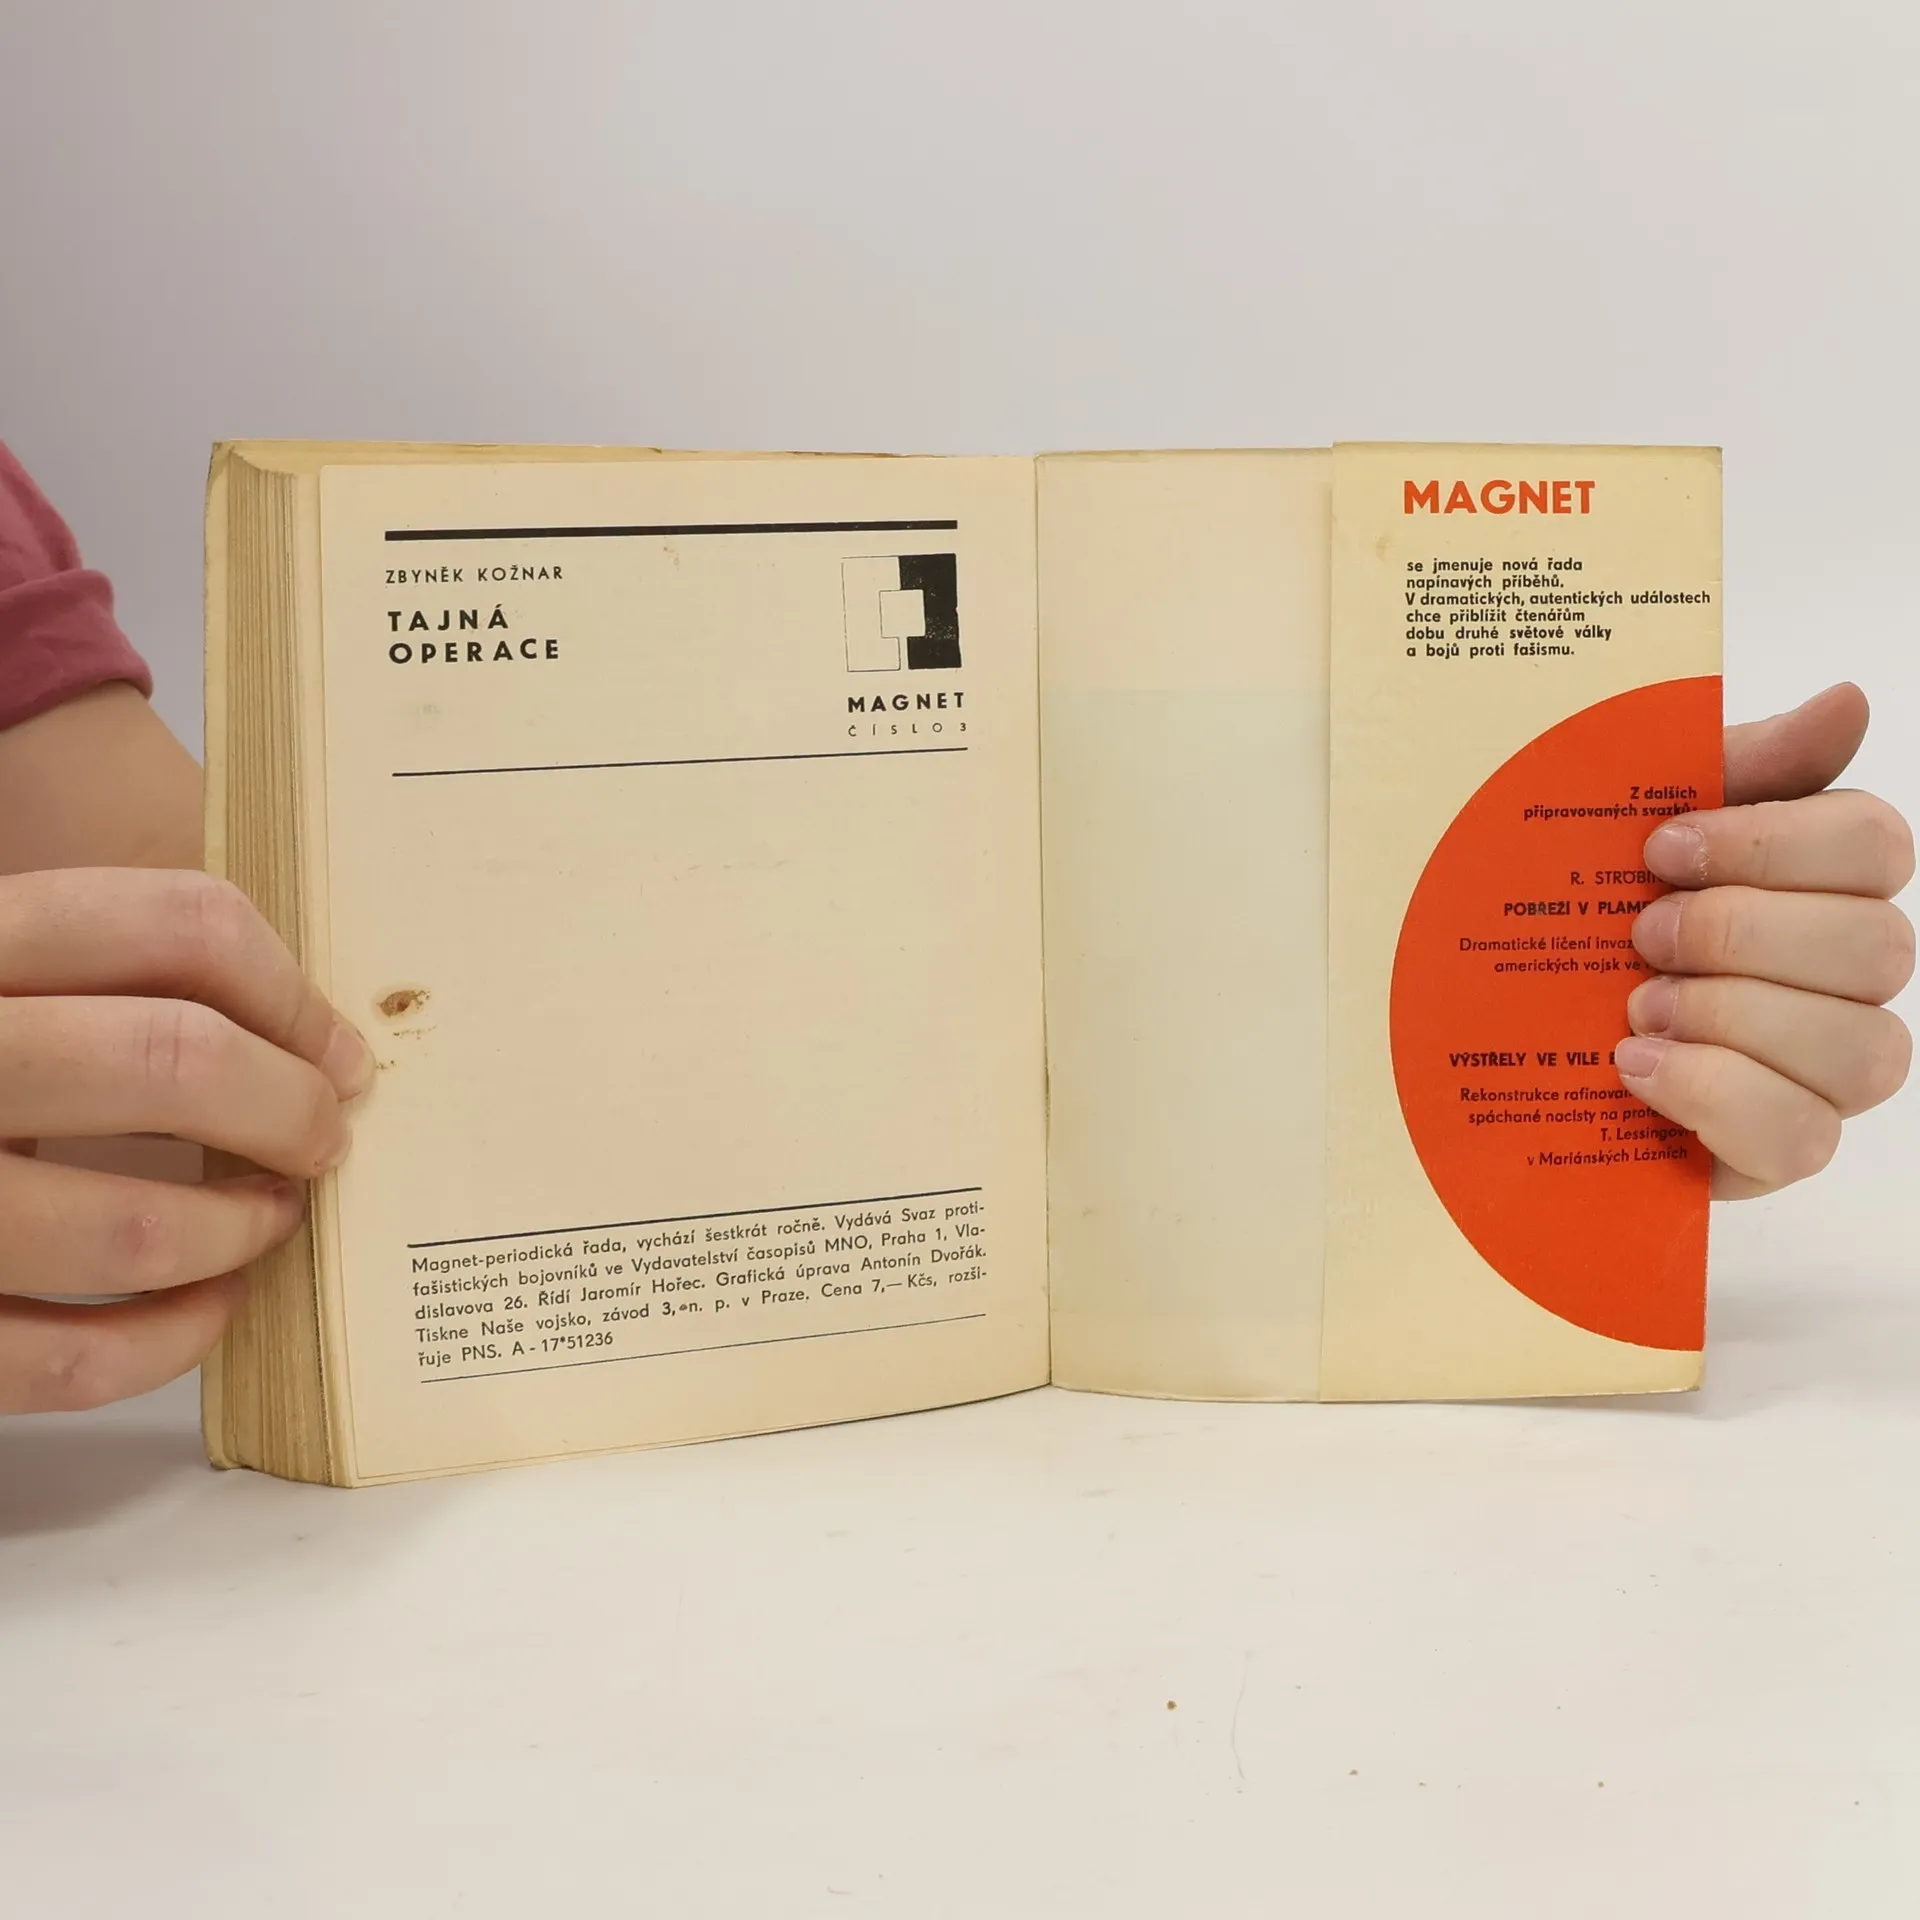 ZBYNĚK KOŽNAR
TAJNÁ
OPERACE
MAGNET
ČÍSLO 3
Magnet-periodická řada, vychází šestkrát ročně. Vydává Svaz proti-
fašistických bojovníků ve Vydavatelství časopisů MNO, Praha 1, Vla-
dislavova 26. Řídí Jaromír Hořec. Grafická úprava Antonín Dvořák.
Tiskne Naše vojsko, závod 3, n. p. v Praze. Cena 7,— Kčs, rozši-
řuje PNS. A - 17*51236
MAGNET
se jmenuje nová řada
napínavých příběhů.
V dramatických, autentických událostech
chce přiblížit čtenářům
dobu druhé světové války
a bojů proti fašismu.
Z dalších
připravovaných svazků:
R.
POBŘEŽÍ V
Dramatické líčení
amerických vojsk ve
VÝSTŘELY VE VILE
Rekonstrukce
spáchané nacisty na
T. Lessingovi
v Mariánských Lázních